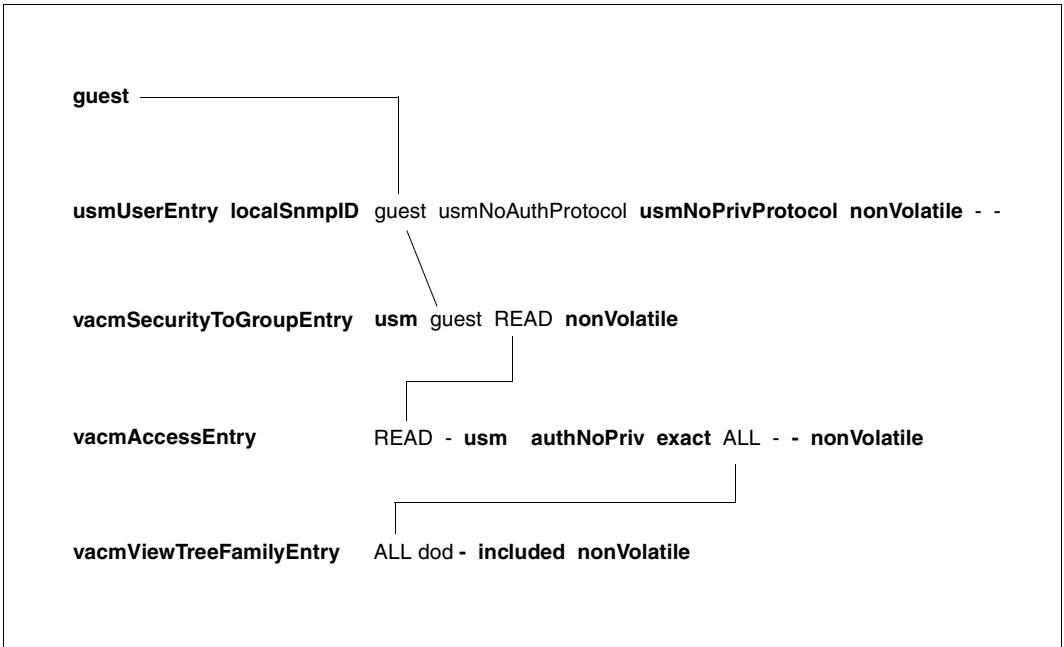 guest
usmUserEntry localSnmpID guest usmNoAuthProtocol usmNoPrivProtocol nonVolatile - -
vacmSecurityToGroupEntry usm guest READ nonVolatile
vacmAccessEntry READ - usm authNoPriv exact ALL - - nonVolatile
vacmViewTreeFamilyEntry ALL dod - included nonVolatile